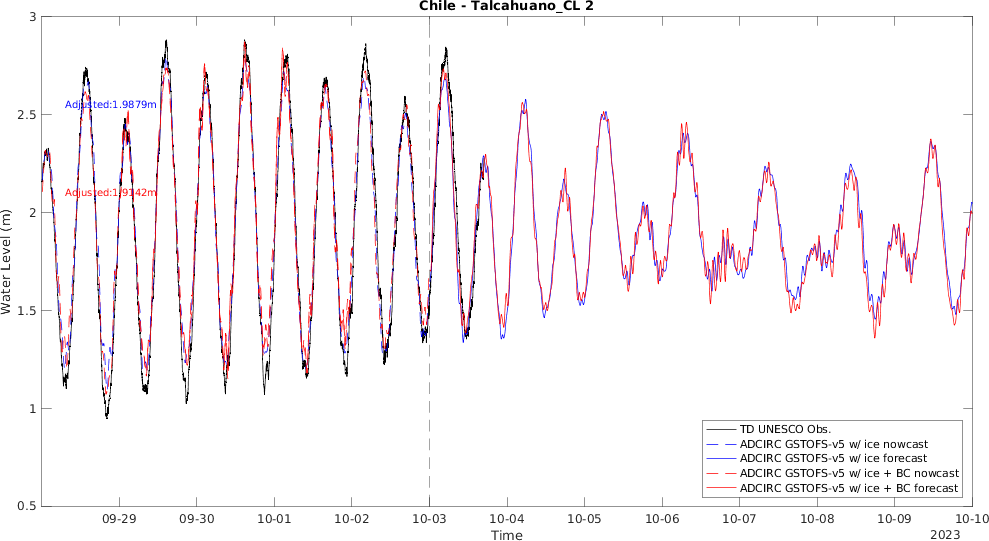 Chile - Talcahuano_CL 2
Water Level (m)
3
2.5
2
1.5
1
0.5
Adjusted:1.9879m
Adjusted:1.9142m
TD UNESCO Obs.
ADCIRC GSTOFS-v5 w/ ice nowcast
ADCIRC GSTOFS-v5 w/ ice forecast
ADCIRC GSTOFS-v5 w/ ice + BC nowcast
ADCIRC GSTOFS-v5 w/ ice + BC forecast
09-29 09-30 10-01 10-02 10-03 10-04 10-05 10-06 10-07 10-08 10-09 10-10
Time
2023